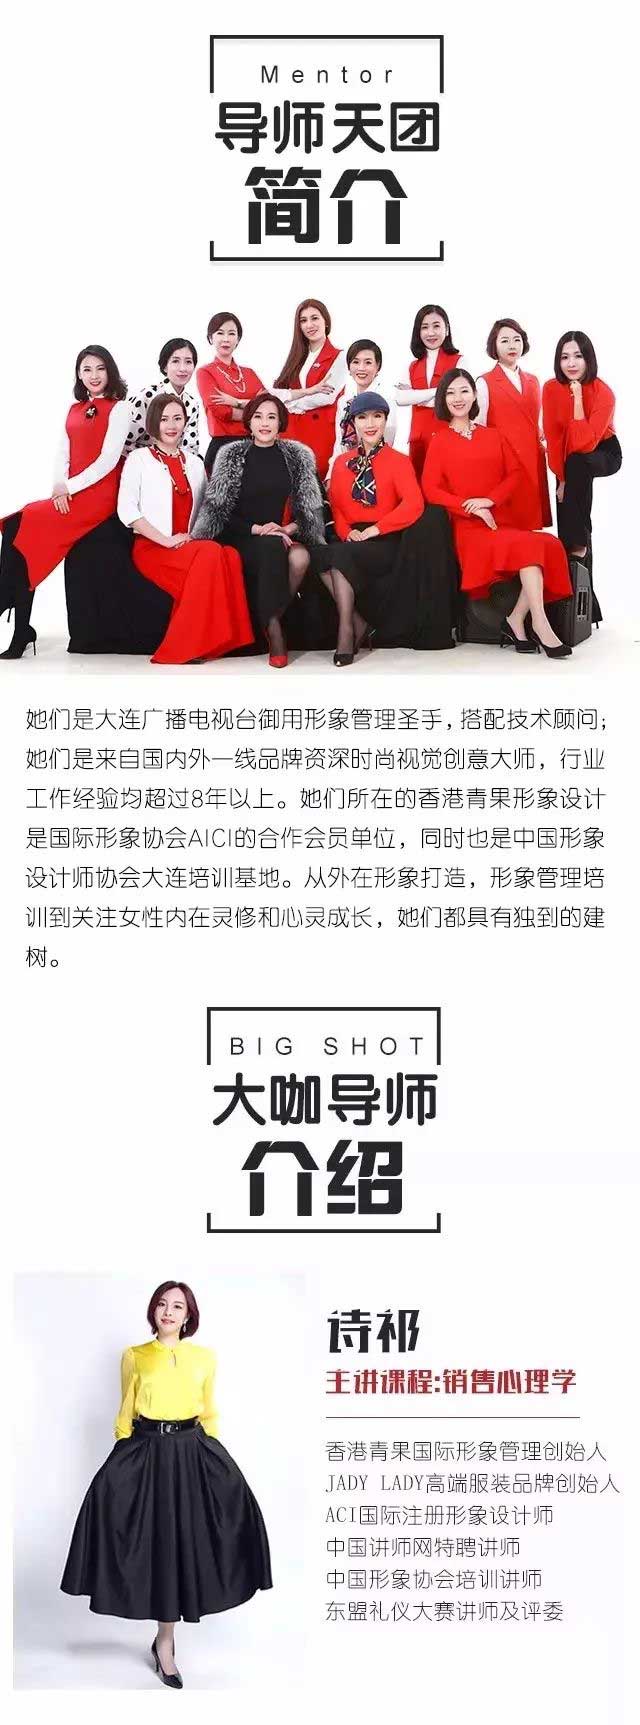 Mentor
导师天团
简介
她们是大连广播电视台御用形象管理圣手，搭配技术顾问；
她们是来自国内外一线品牌资深时尚视觉创意大师，行业
工作经验均超过8年以上。她们所在的香港青果形象设计
是国际形象协会AICI的合作会员单位，同时也是中国形象
设计师协会大连培训基地。从外在形象打造，形象管理培
训到关注女性内在灵修和心灵成长，她们都具有独到的建
树。
BIG SHOT
大咖导师
介绍
诗祁
主讲课程:销售心理学
香港青果国际形象管理创始人
JADY LADY高端服装品牌创始人
ACI国际注册形象设计师
中国讲师网特聘讲师
中国形象协会培训讲师
东盟礼仪大赛讲师及评委